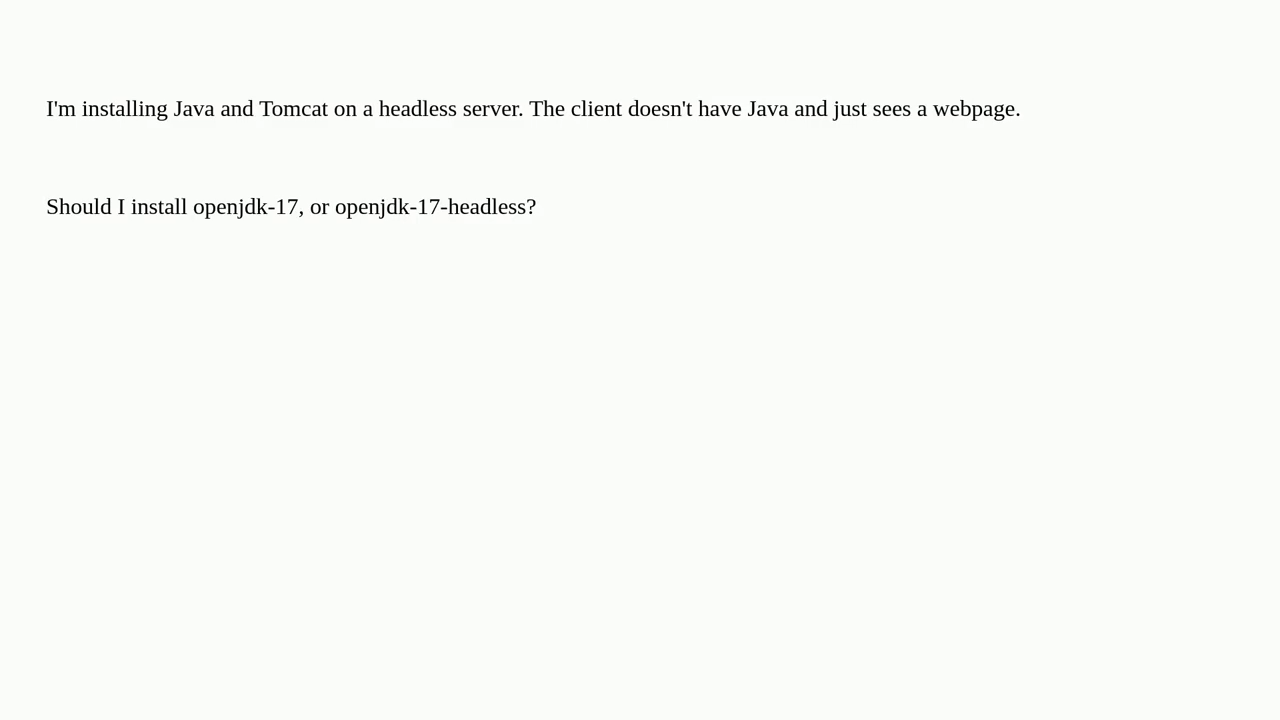 I'm installing Java and Tomcat on a headless server. The client doesn't have Java and just sees a webpage.
Should I install openjdk-17, or openjdk-17-headless?